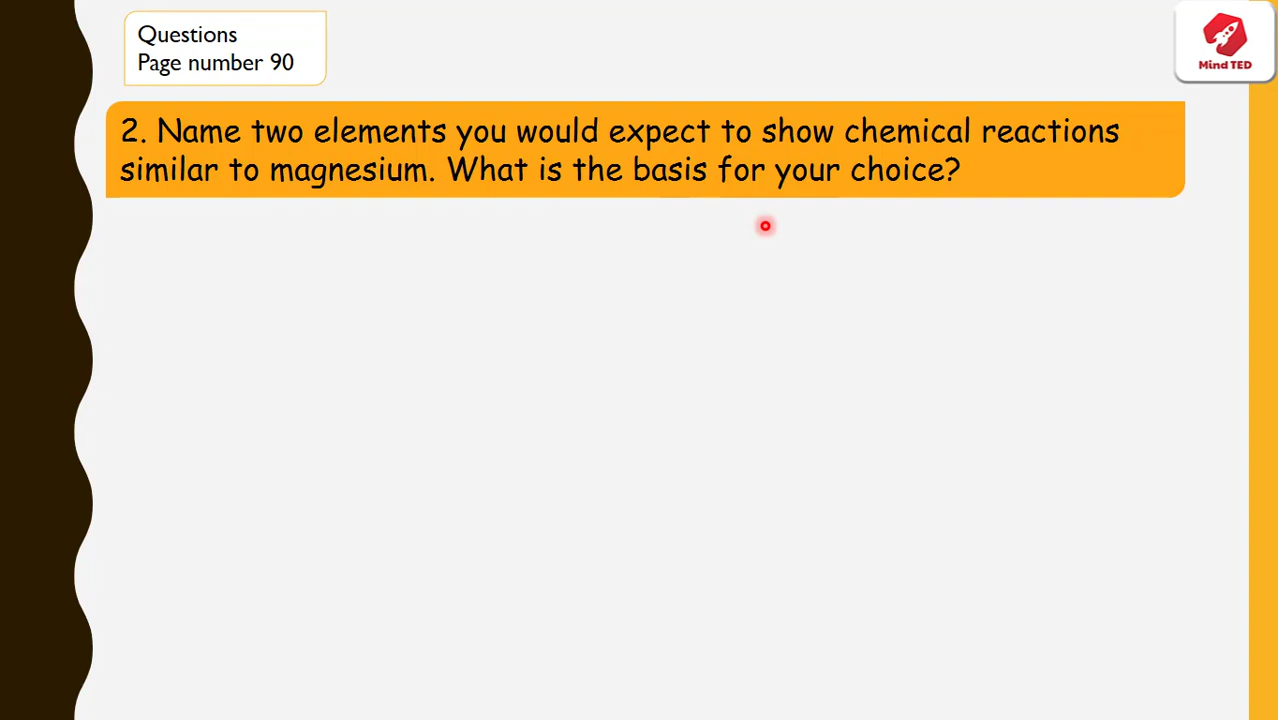 Questions
Page number 90
Mind TED
2. Name two elements you would expect to show chemical reactions
similar to magnesium. What is the basis for your choice?